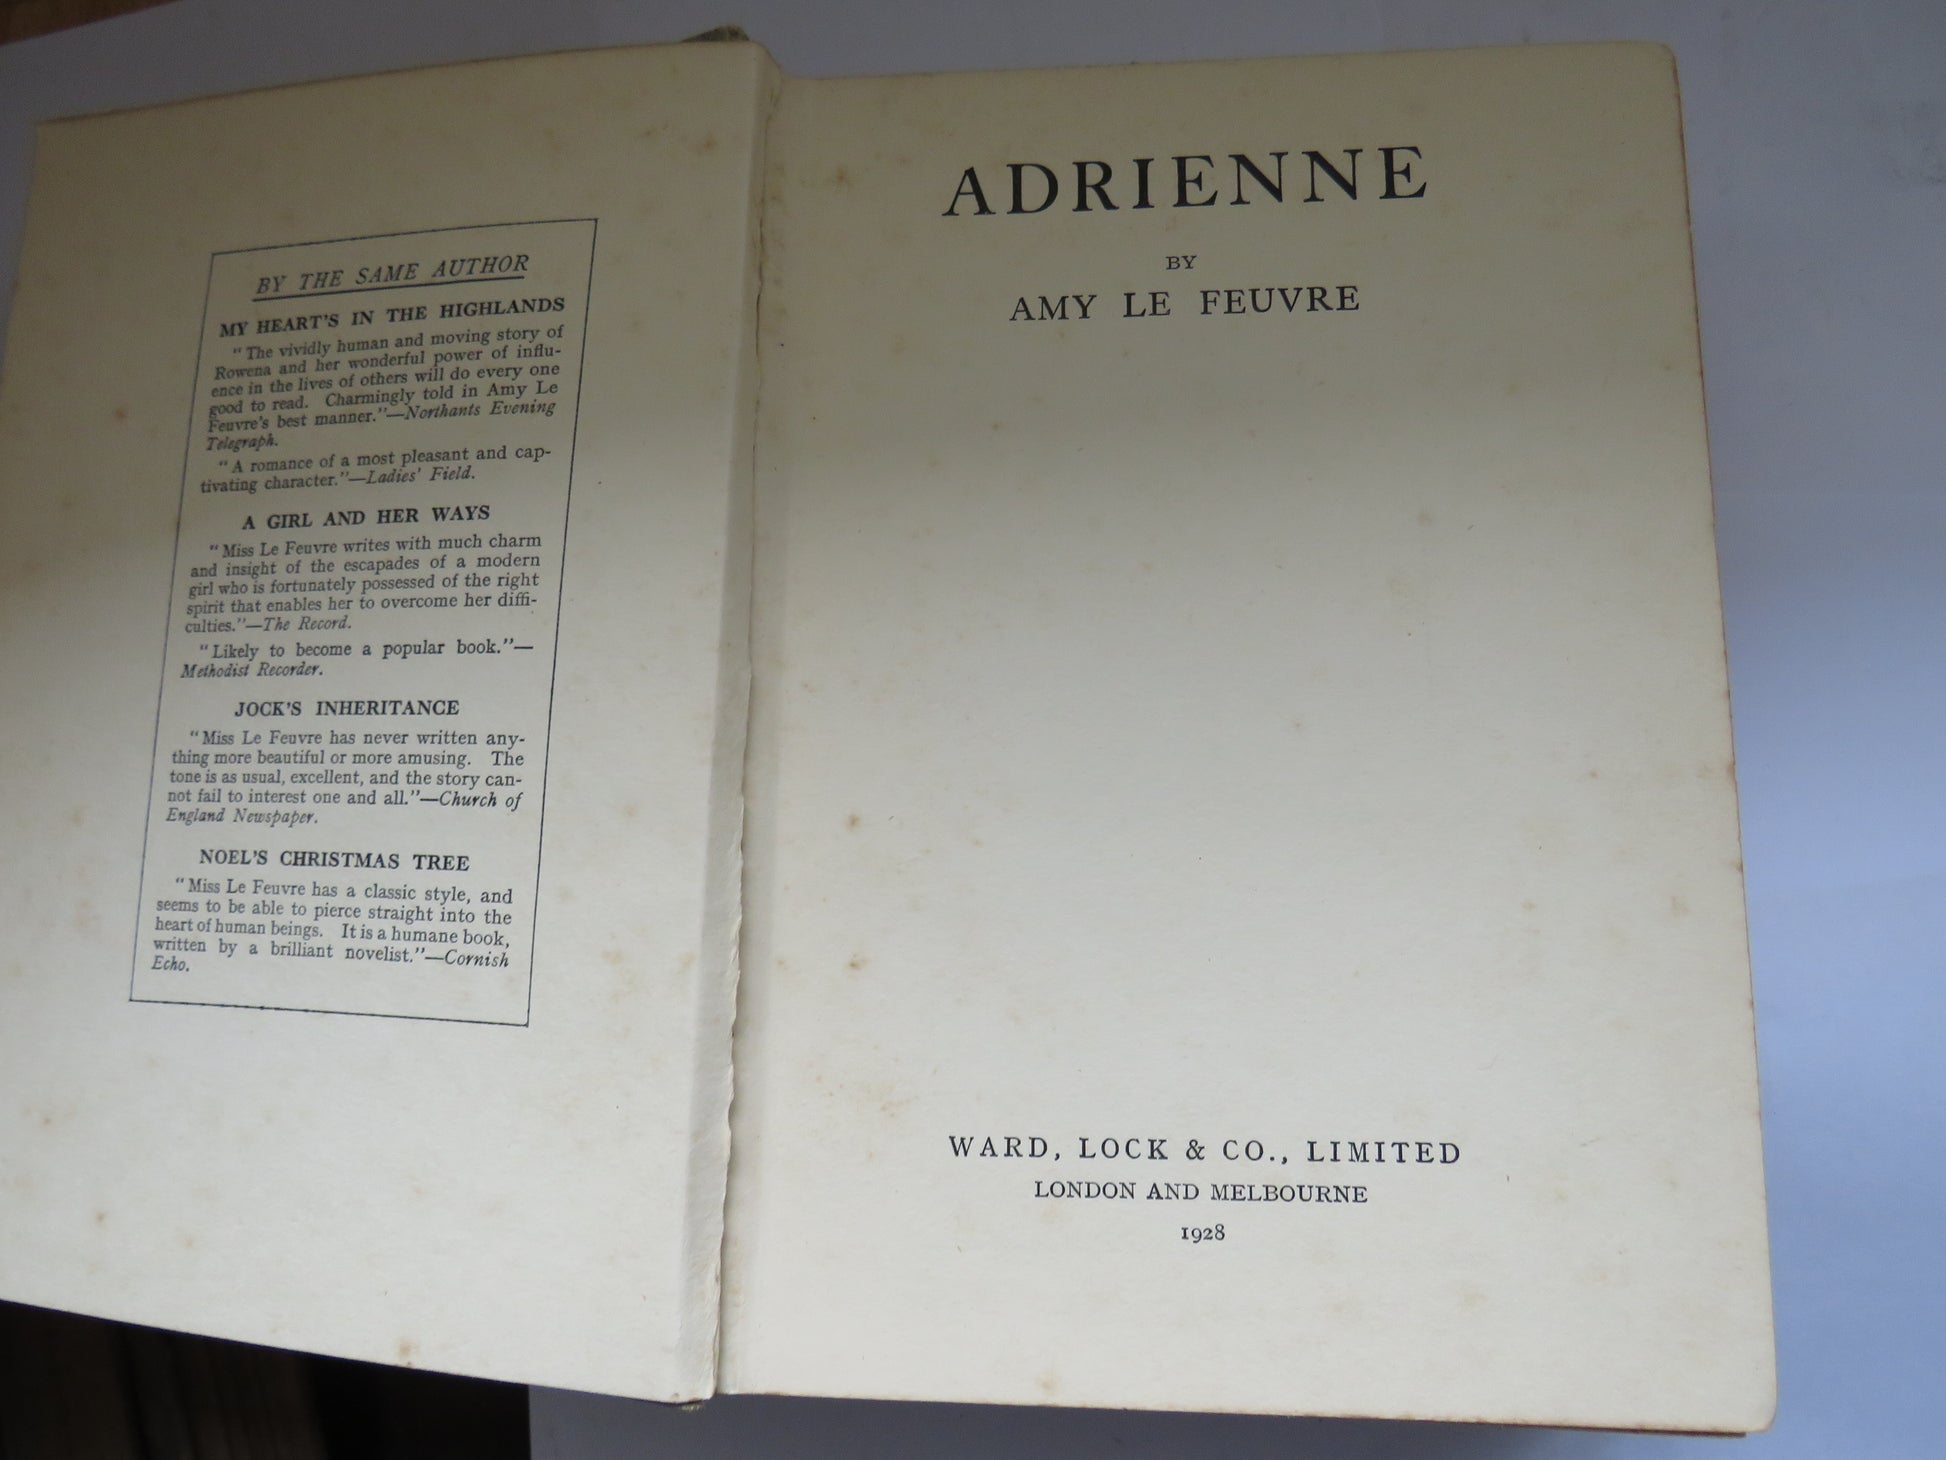 BY THE SAME AUTHOR
MY HEART'S IN THE HIGHLANDS
"The vividly human and moving story of
Rowena and her wonderful power of influ-
ence in the lives of others will do every one
good to read. Charmingly told in Amy Le
Feuvre's best manner."—Northants Evening
Telegraph.
"A romance of a most pleasant and cap-
tivating character."—Ladies' Field.
A GIRL AND HER WAYS
"Miss Le Feuvre writes with much charm
and insight of the escapades of a modern
girl who is fortunately possessed of the right
spirit that enables her to overcome her diffi-
culties."—The Record.
"Likely to become a popular book."—
Methodist Recorder.
JOCK'S INHERITANCE
"Miss Le Feuvre has never written any-
thing more beautiful or more amusing. The
tone is as usual, excellent, and the story can-
not fail to interest one and all."—Church of
England Newspaper.
NOEL'S CHRISTMAS TREE
"Miss Le Feuvre has a classic style, and
seems to be able to pierce straight into the
heart of human beings. It is a humane book,
written by a brilliant novelist."—Cornish
Echo.
ADRIENNE
BY
AMY LE FEUVRE
WARD, LOCK & CO., LIMITED
LONDON AND MELBOURNE
1928